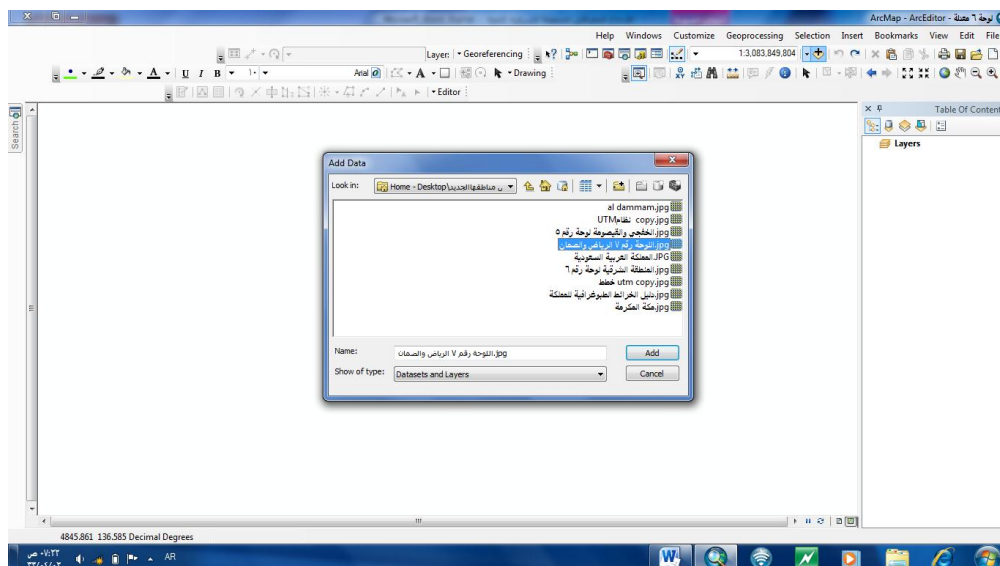 لوحة ٦ معدلة - ArcMap - ArcEditor
File Edit View Bookmarks Insert Selection Geoprocessing Customize Windows Help
1:3,083,849,804
Georeferencing
Layer:
Drawing
A
Arial
B I U A
Editor
Table Of Content
Layers
Search
Add Data
Look in:
Home - Desktop\
al dammam.jpg
نظامUTM copy.jpg
الخفجي والقيصومة لوحة رقم ٥.jpg
اللوحة رقم ٧ الرياض والصمان.jpg
المملكة العربية السعودية.JPG
المنطقة الشرقية لوحة رقم ٦.jpg
خطط utm copy.jpg
دليل الخرائط الطبوغرافية للمملكة.jpg
مكة المكرمة.jpg
Name:
اللوحة رقم ٧ الرياض والصمان.jpg
Add
Show of type:
Datasets and Layers
Cancel
4845.861 136.585 Decimal Degrees
AR
٠٧:٢٣ ص